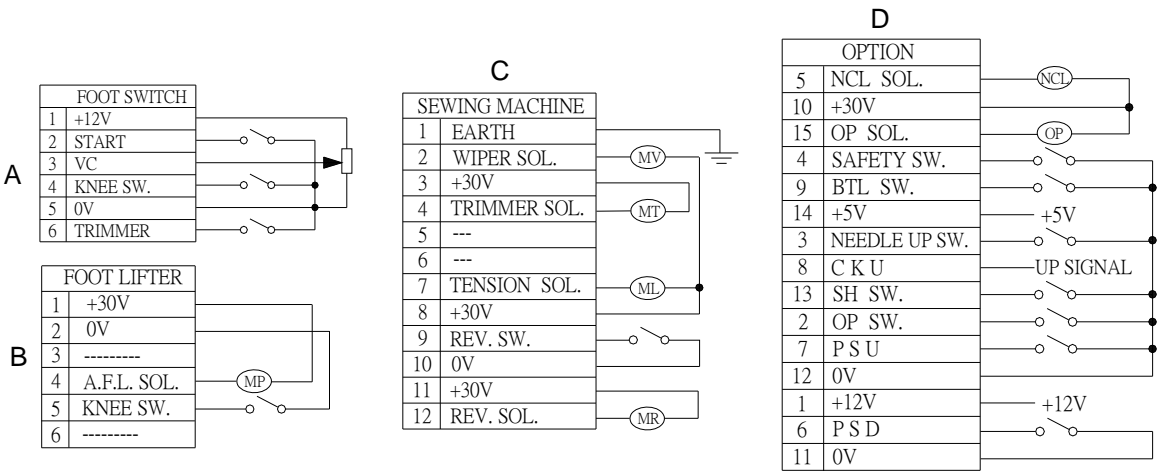 A
FOOT SWITCH
1 +12V
2 START
3 VC
4 KNEE SW.
5 0V
6 TRIMMER
B
FOOT LIFTER
1 +30V
2 0V
3 ---------
4 A.F.L. SOL. MP
5 KNEE SW.
6 ---------
C
SEWING MACHINE
1 EARTH
2 WIPER SOL. MV
3 +30V
4 TRIMMER SOL. MT
5 ---
6 ---
7 TENSION SOL. ML
8 +30V
9 REV. SW.
10 0V
11 +30V
12 REV. SOL. MR
D
OPTION
5 NCL SOL. NCL
10 +30V
15 OP SOL. OP
4 SAFETY SW.
9 BTL SW.
14 +5V +5V
3 NEEDLE UP SW.
8 C K U UP SIGNAL
13 SH SW.
2 OP SW.
7 P S U
12 0V
1 +12V +12V
6 P S D
11 0V